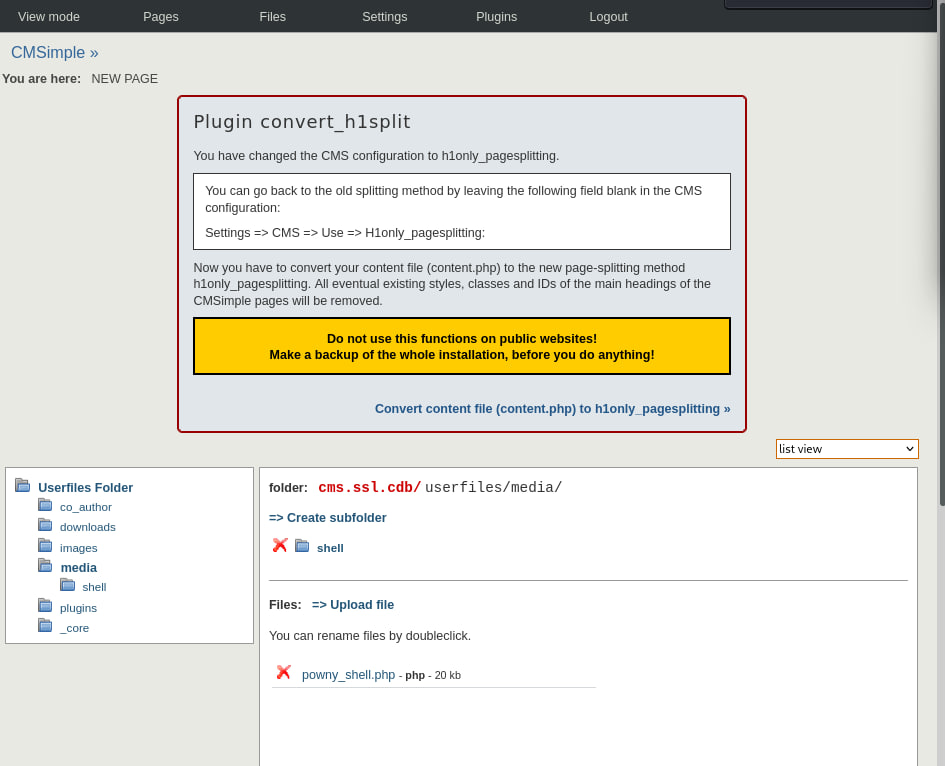 View mode Pages Files Settings Plugins Logout
CMSimple »
You are here: NEW PAGE
Plugin convert_h1split
You have changed the CMS configuration to h1only_pagesplitting.
You can go back to the old splitting method by leaving the following field blank in the CMS
configuration:
Settings => CMS => Use => H1only_pagesplitting:
Now you have to convert your content file (content.php) to the new page-splitting method
h1only_pagesplitting. All eventual existing styles, classes and IDs of the main headings of the
CMSimple pages will be removed.
Do not use this functions on public websites!
Make a backup of the whole installation, before you do anything!
Convert content file (content.php) to h1only_pagesplitting »
list view
Userfiles Folder
co_author
downloads
images
media
shell
plugins
_core
folder: cms.ssl.cdb/ userfiles/media/
=> Create subfolder
shell
Files: => Upload file
You can rename files by doubleclick.
powny_shell.php - php - 20 kb